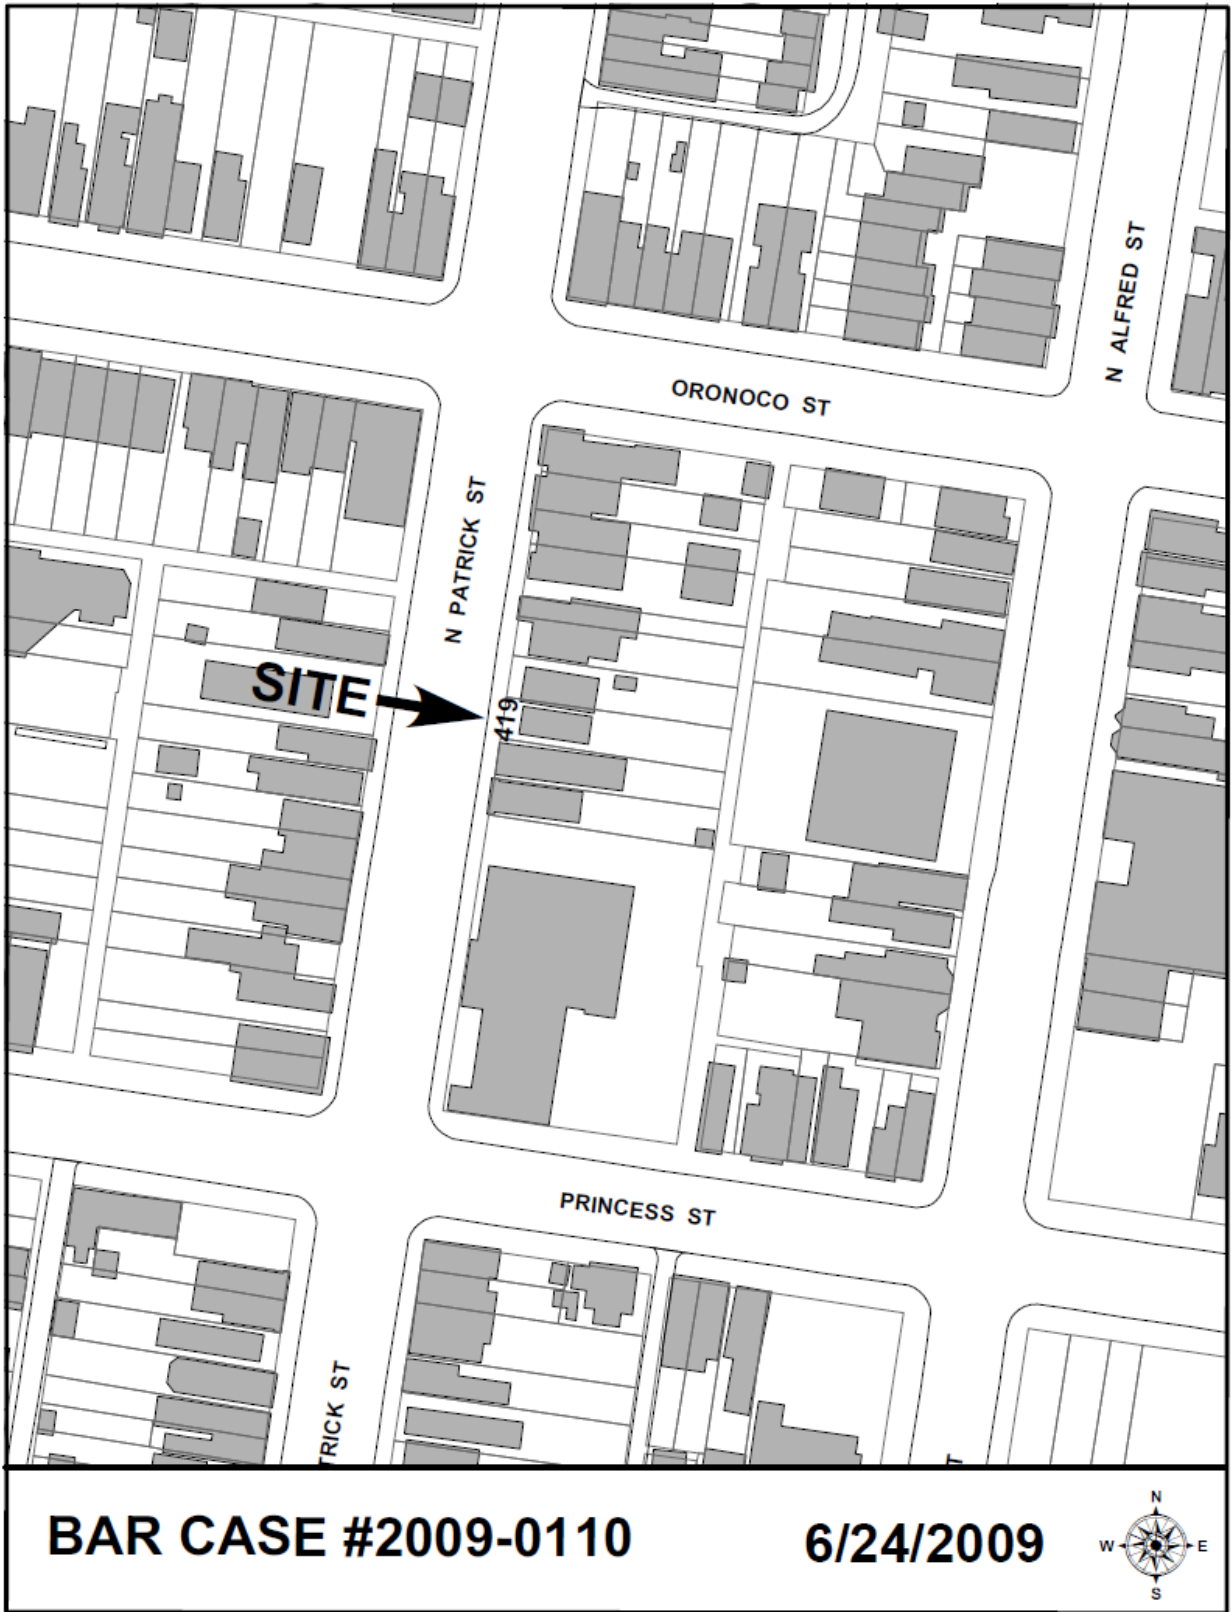 N ALFRED ST
ORONOCO ST
N PATRICK ST
SITE
419
PRINCESS ST
TRICK ST
T
BAR CASE #2009-0110
6/24/2009
N
W E
S